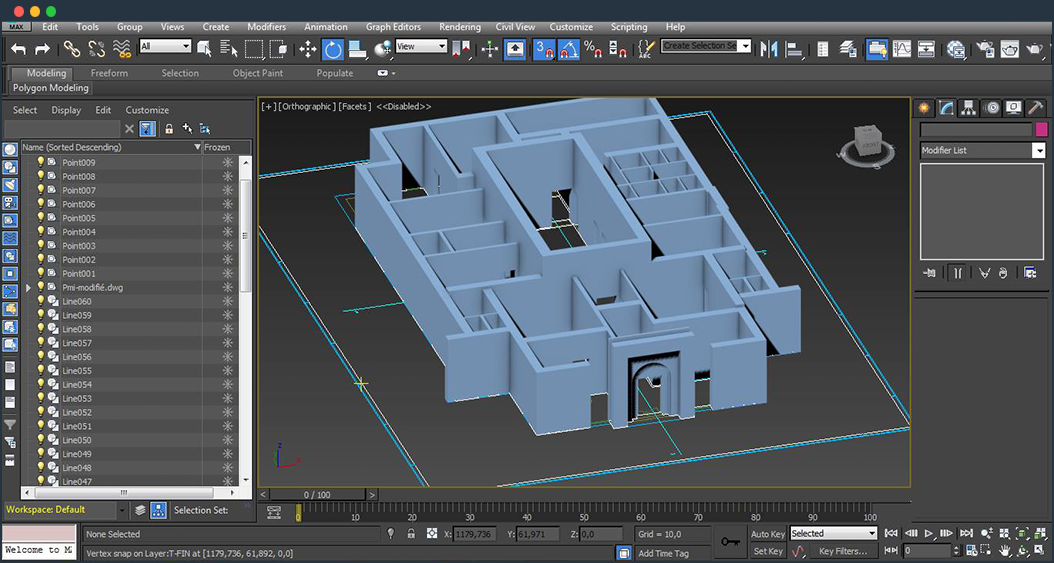 MAX Edit Tools Group Views Create Modifiers Animation Graph Editors Rendering Civil View Customize Scripting Help
All View 3 % ABC Create Selection Se
Modeling Freeform Selection Object Paint Populate
Polygon Modeling
Select Display Edit Customize
[+] [Orthographic] [Facets] <<Disabled>>
Name (Sorted Descending) Frozen
Modifier List
FRONT
W S
Point009
Point008
Point007
Point006
Point005
Point004
Point003
Point002
Point001
Pmi-modifié.dwg
Line060
Line059
Line058
Line057
Line056
Line055
Line054
Line053
Line052
Line051
Line050
Line049
Line048
Line047
z
x
< 0 / 100 >
Workspace: Default Selection Set:
0 10 20 30 40 50 60 70 80 90 100
None Selected X: 1179,736 Y: 61,971 Z: 0,0 Grid = 10,0 Auto Key Selected
Welcome to M
Vertex snap on Layer:T-FIN at [1179,736, 61,892, 0,0] Add Time Tag Set Key Key Filters... 0